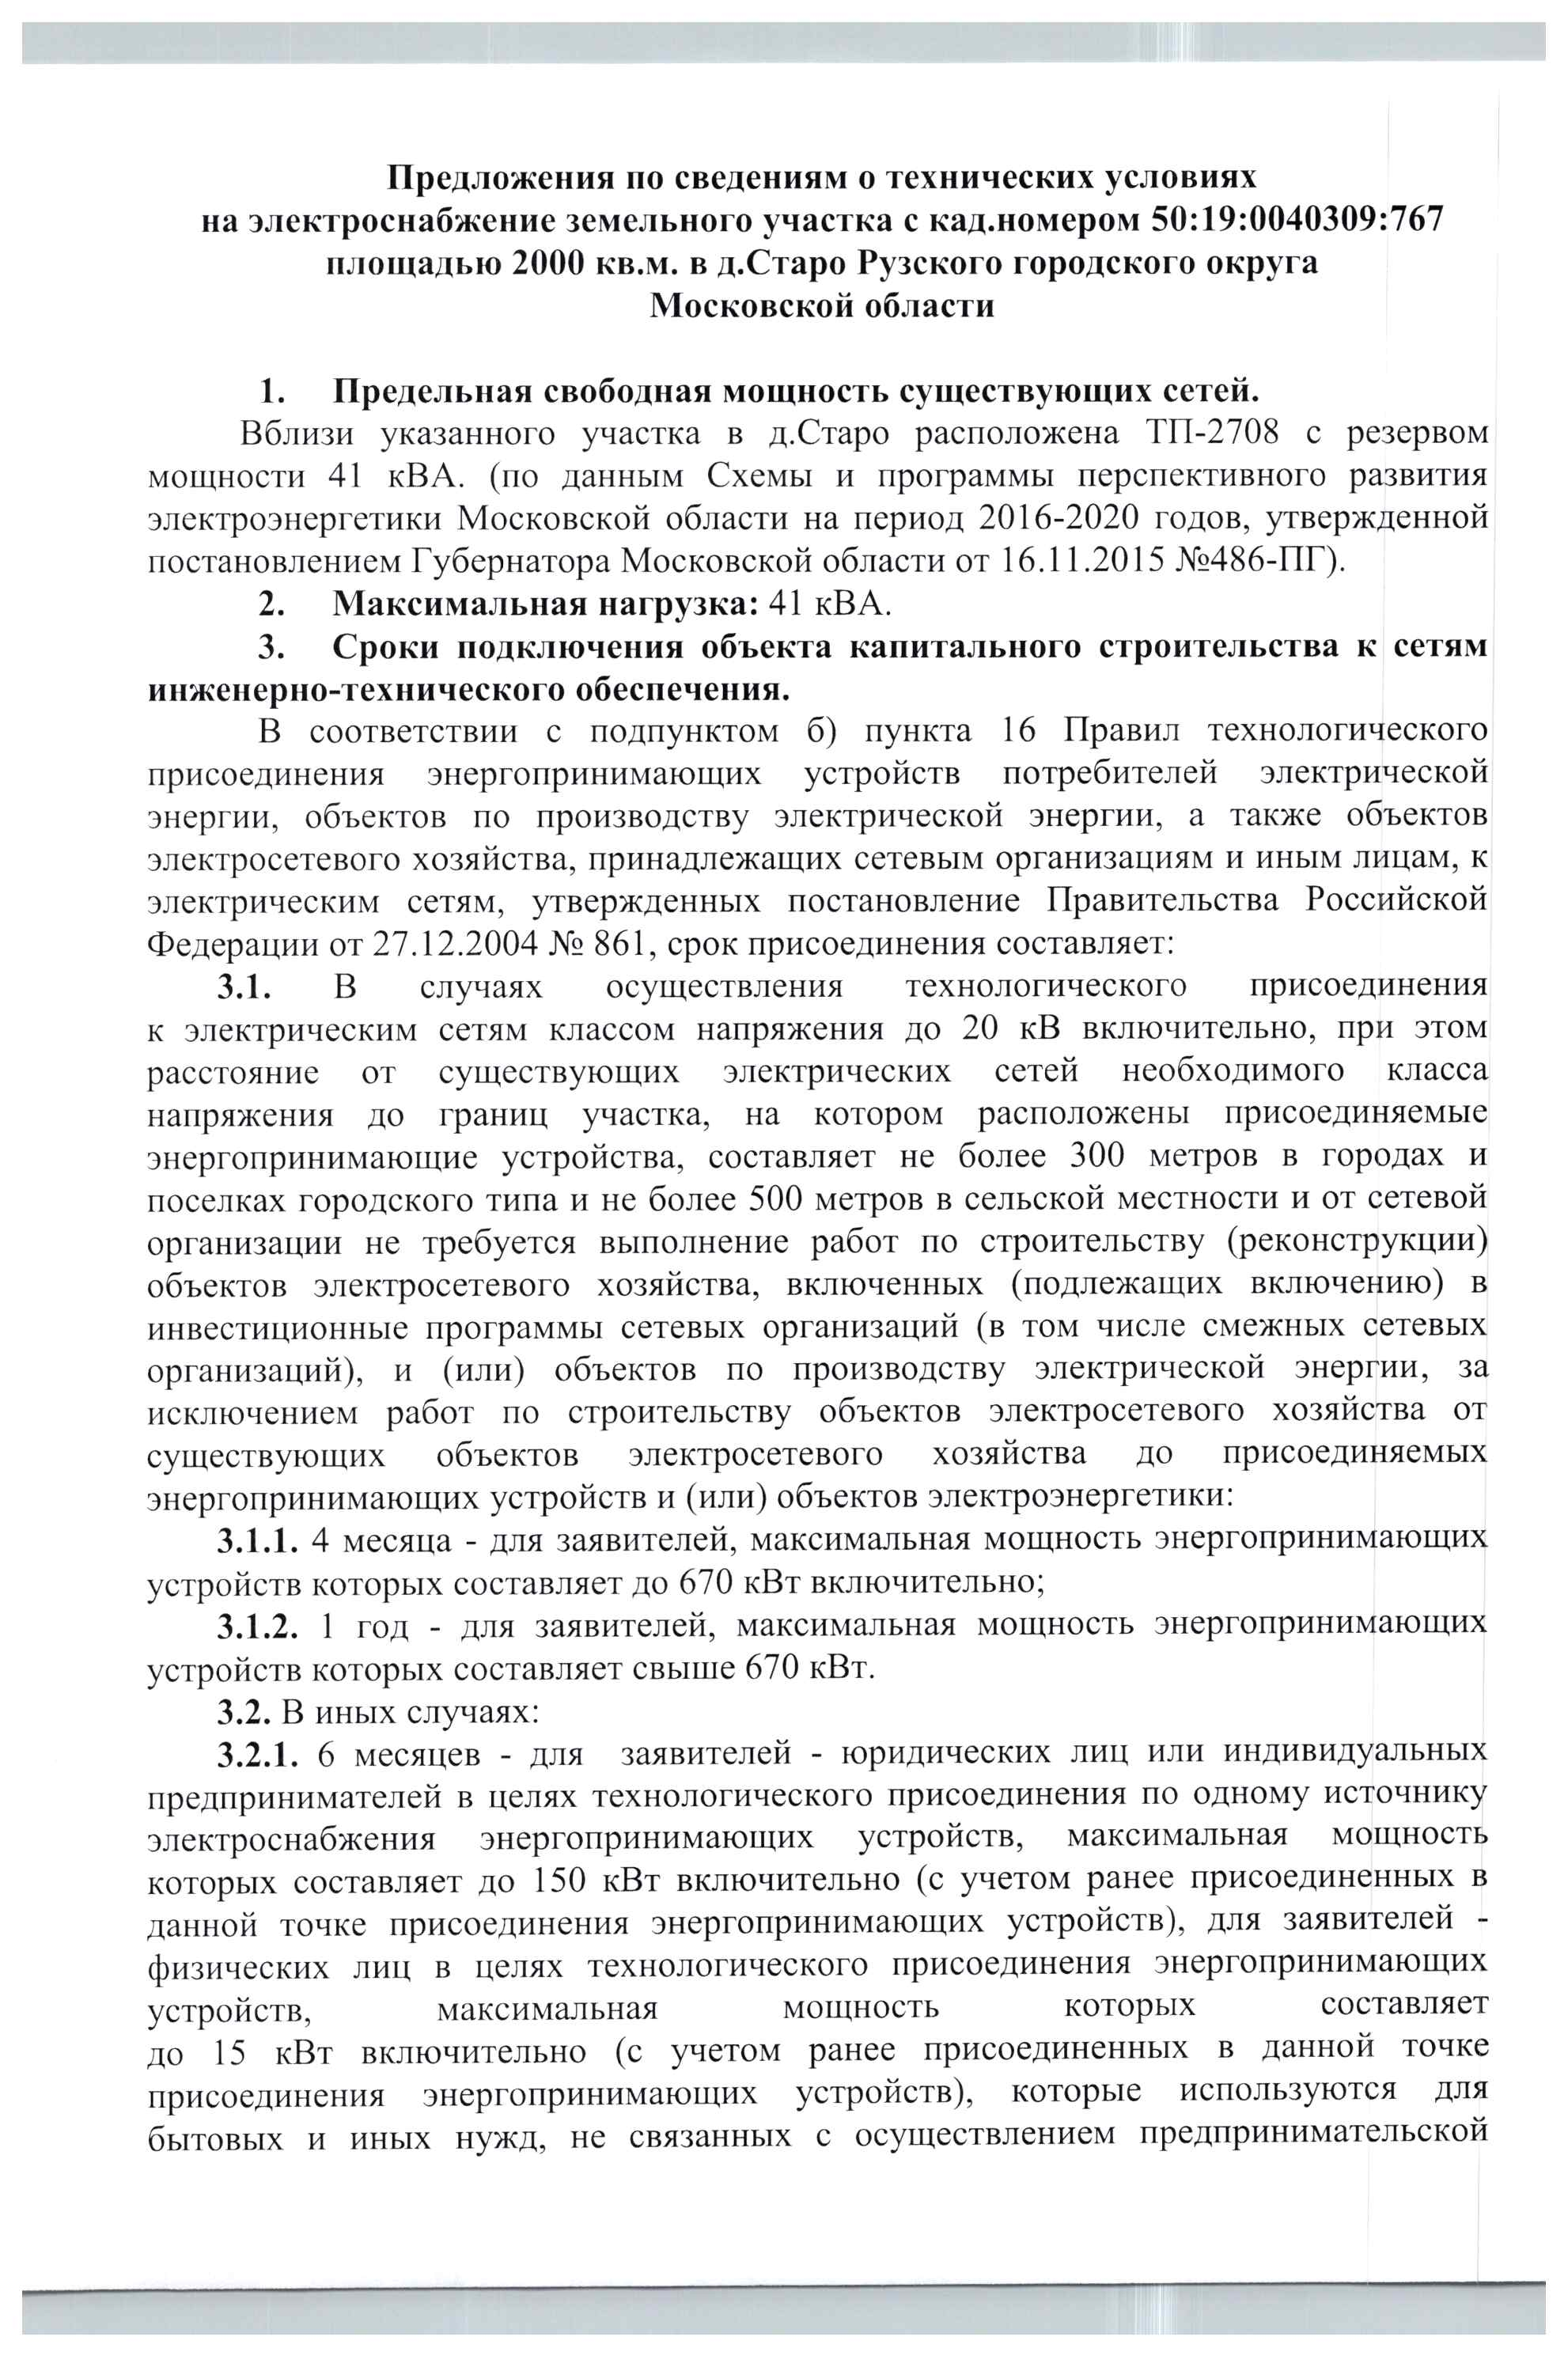 Предложения по сведениям о технических условиях
на электроснабжение земельного участка с кад.номером 50:19:0040309:767
площадью 2000 кв.м. в д.Старо Рузского городского округа
Московской области
1. Предельная свободная мощность существующих сетей.
Вблизи указанного участка в д.Старо расположена ТП-2708 с резервом
мощности 41 кВА. (по данным Схемы и программы перспективного развития
электроэнергетики Московской области на период 2016-2020 годов, утвержденной
постановлением Губернатора Московской области от 16.11.2015 №486-ПГ).
2. Максимальная нагрузка: 41 кВА.
3. Сроки подключения объекта капитального строительства к сетям
инженерно-технического обеспечения.
В соответствии с подпунктом б) пункта 16 Правил технологического
присоединения энергопринимающих устройств потребителей электрической
энергии, объектов по производству электрической энергии, а также объектов
электросетевого хозяйства, принадлежащих сетевым организациям и иным лицам, к
электрическим сетям, утвержденных постановление Правительства Российской
Федерации от 27.12.2004 № 861, срок присоединения составляет:
3.1. В случаях осуществления технологического присоединения
к электрическим сетям классом напряжения до 20 кВ включительно, при этом
расстояние от существующих электрических сетей необходимого класса
напряжения до границ участка, на котором расположены присоединяемые
энергопринимающие устройства, составляет не более 300 метров в городах и
поселках городского типа и не более 500 метров в сельской местности и от сетевой
организации не требуется выполнение работ по строительству (реконструкции)
объектов электросетевого хозяйства, включенных (подлежащих включению) в
инвестиционные программы сетевых организаций (в том числе смежных сетевых
организаций), и (или) объектов по производству электрической энергии, за
исключением работ по строительству объектов электросетевого хозяйства от
существующих объектов электросетевого хозяйства до присоединяемых
энергопринимающих устройств и (или) объектов электроэнергетики:
3.1.1. 4 месяца - для заявителей, максимальная мощность энергопринимающих
устройств которых составляет до 670 кВт включительно;
3.1.2. 1 год - для заявителей, максимальная мощность энергопринимающих
устройств которых составляет свыше 670 кВт.
3.2. В иных случаях:
3.2.1. 6 месяцев - для заявителей - юридических лиц или индивидуальных
предпринимателей в целях технологического присоединения по одному источнику
электроснабжения энергопринимающих устройств, максимальная мощность
которых составляет до 150 кВт включительно (с учетом ранее присоединенных в
данной точке присоединения энергопринимающих устройств), для заявителей -
физических лиц в целях технологического присоединения энергопринимающих
устройств, максимальная мощность которых составляет
до 15 кВт включительно (с учетом ранее присоединенных в данной точке
присоединения энергопринимающих устройств), которые используются для
бытовых и иных нужд, не связанных с осуществлением предпринимательской